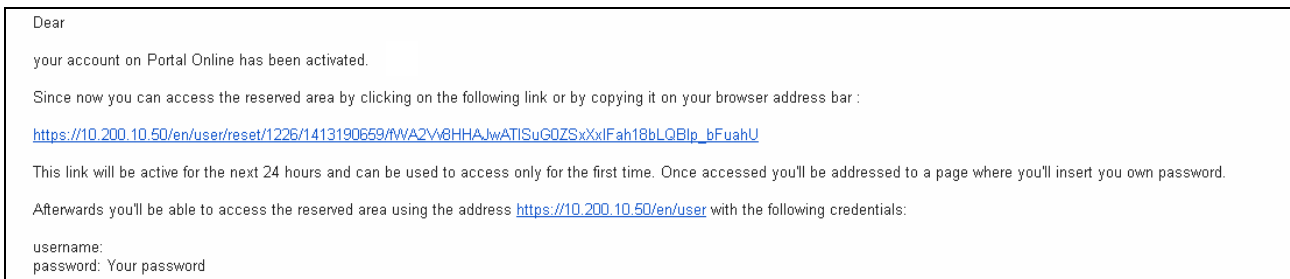 Dear
your account on Portal Online has been activated.
Since now you can access the reserved area by clicking on the following link or by copying it on your browser address bar :
https://10.200.10.50/en/user/reset/1226/1413190659/fWA2Vv8HHAJwATlSuG0ZSxXxlFah18bLQBlp_bFuahU
This link will be active for the next 24 hours and can be used to access only for the first time. Once accessed you'll be addressed to a page where you'll insert you own password.
Afterwards you'll be able to access the reserved area using the address https://10.200.10.50/en/user with the following credentials:
username:
password: Your password